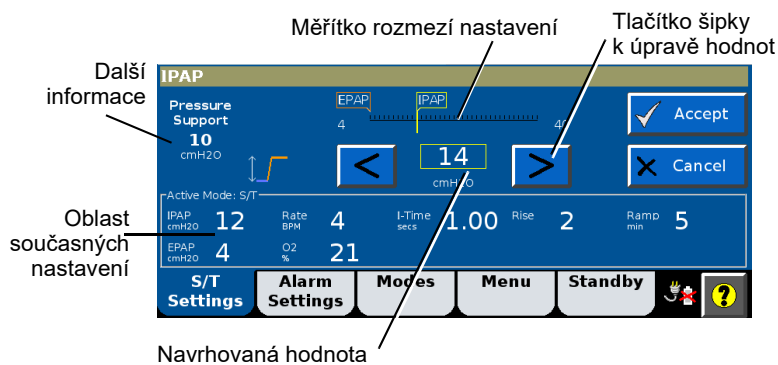 Měřítko rozmezí nastavení
Tlačítko šipky
k úpravě hodnot
Další
informace
IPAP
Pressure
Support
10
cmH2O
EPAP
IPAP
4
40
14
cmH2O
Accept
Cancel
Oblast
současných
nastavení
Active Mode: S/T
IPAP
cmH2O
12
Rate
BPM
4
I-Time
secs
1.00
Rise
2
Ramp
min
5
EPAP
cmH2O
4
O2
%
21
S/T
Settings
Alarm
Settings
Modes
Menu
Standby
?
Navrhovaná hodnota